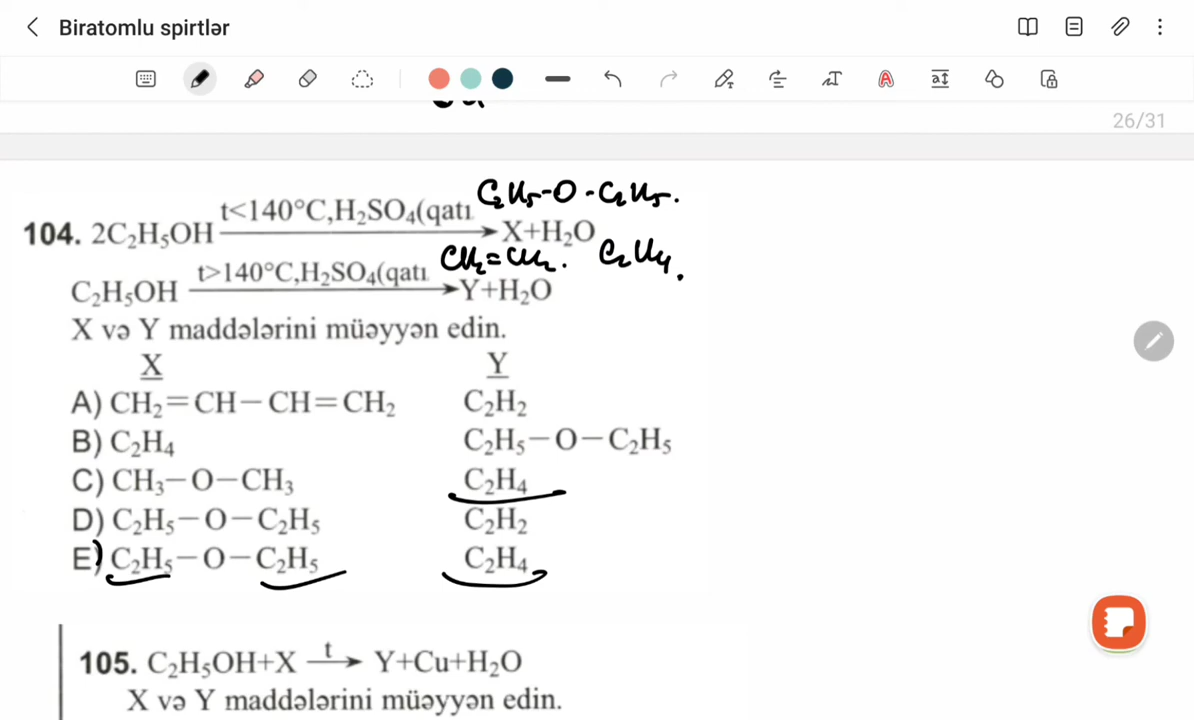 Biratomlu spirtlər
26/31
C₂H₅-O-C₂H₅.
t<140°C,H₂SO₄(qatı
104. 2C₂H₅OH → X+H₂O
CH₂=CH₂. C₂H₄.
t>140°C,H₂SO₄(qatı
C₂H₅OH → Y+H₂O
X və Y maddələrini müəyyən edin.
X Y
A) CH₂=CH−CH=CH₂ C₂H₂
B) C₂H₄ C₂H₅−O−C₂H₅
C) CH₃−O−CH₃ C₂H₄
D) C₂H₅−O−C₂H₅ C₂H₂
E) C₂H₅−O−C₂H₅ C₂H₄
105. C₂H₅OH+X →t Y+Cu+H₂O
X və Y maddələrini müəyyən edin.